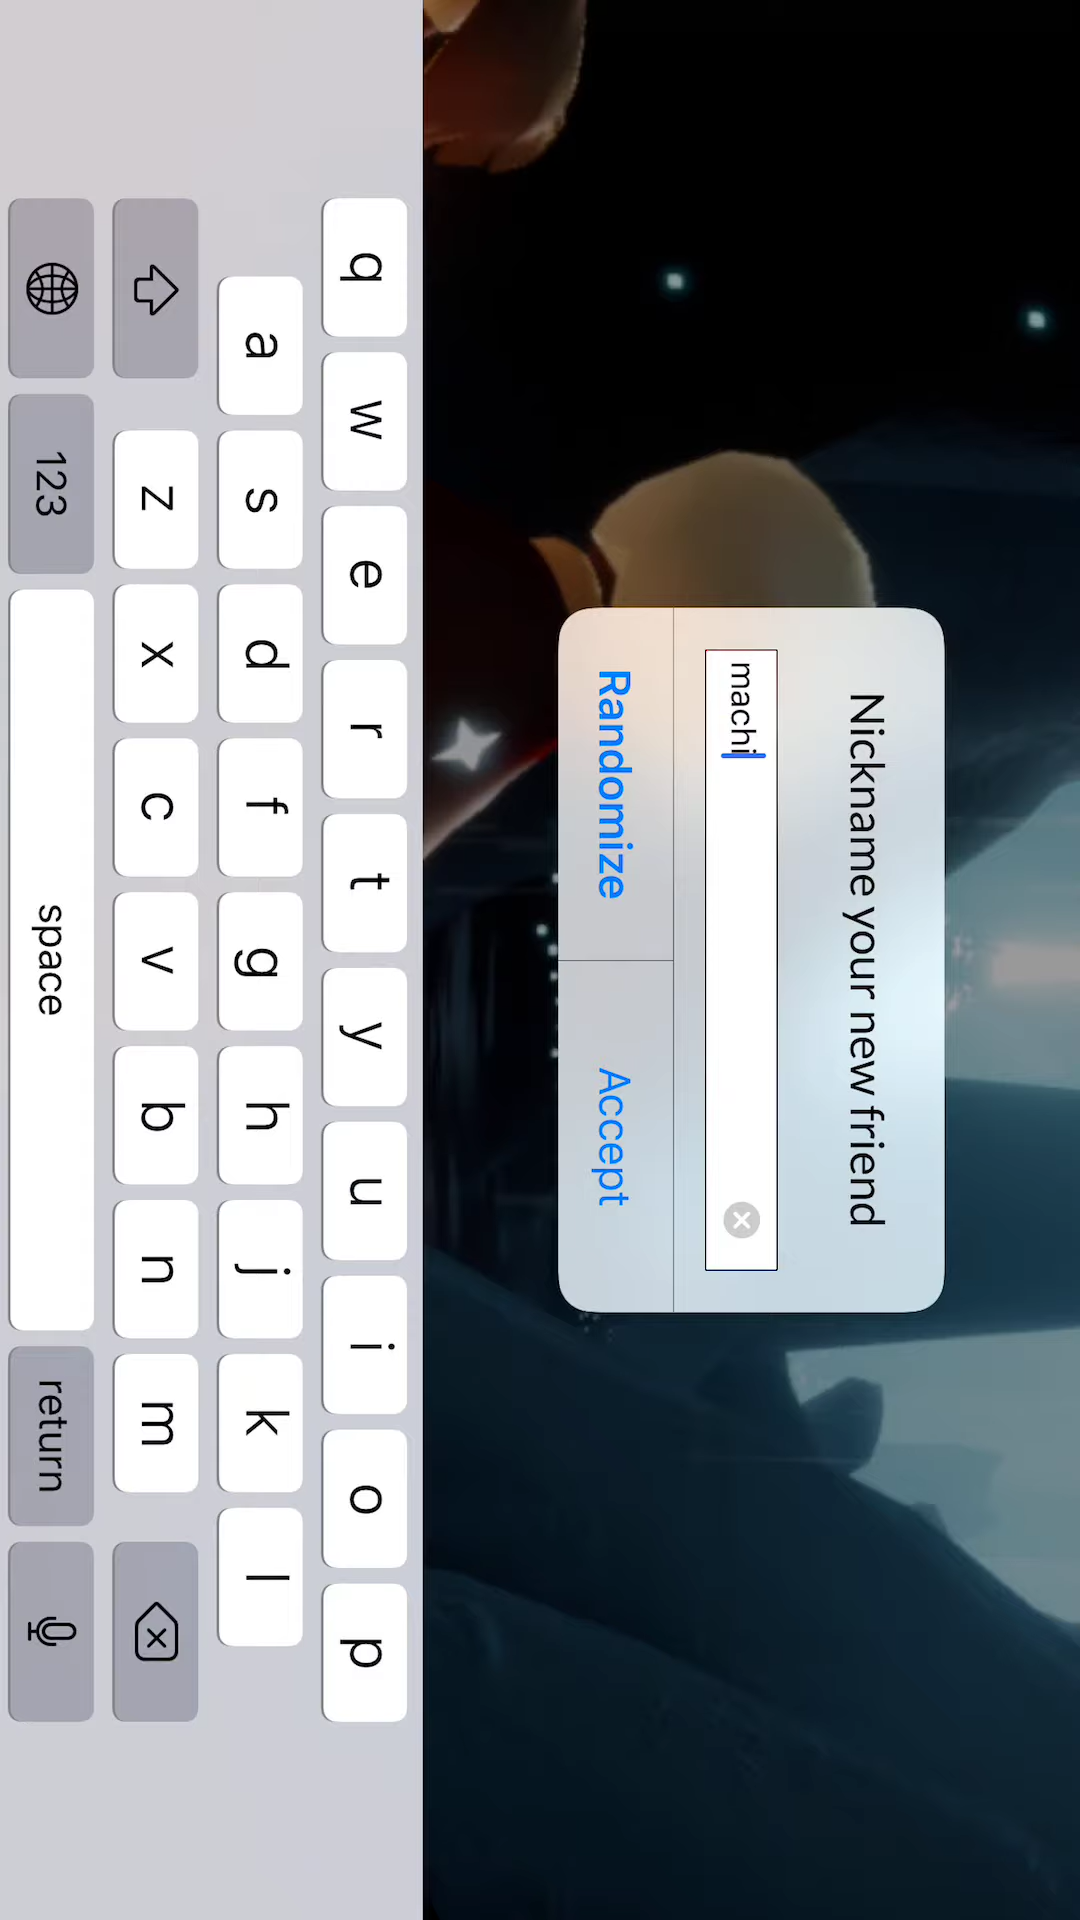 Nickname your new friend
machi
Randomize Accept
q w e r t y u i o p
a s d f g h j k l
z x c v b n m
123 space return